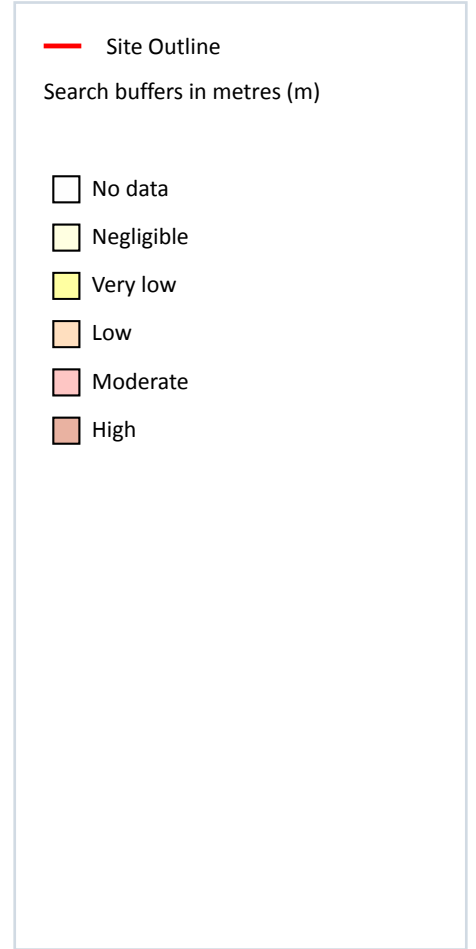 Site Outline
Search buffers in metres (m)
No data
Negligible
Very low
Low
Moderate
High